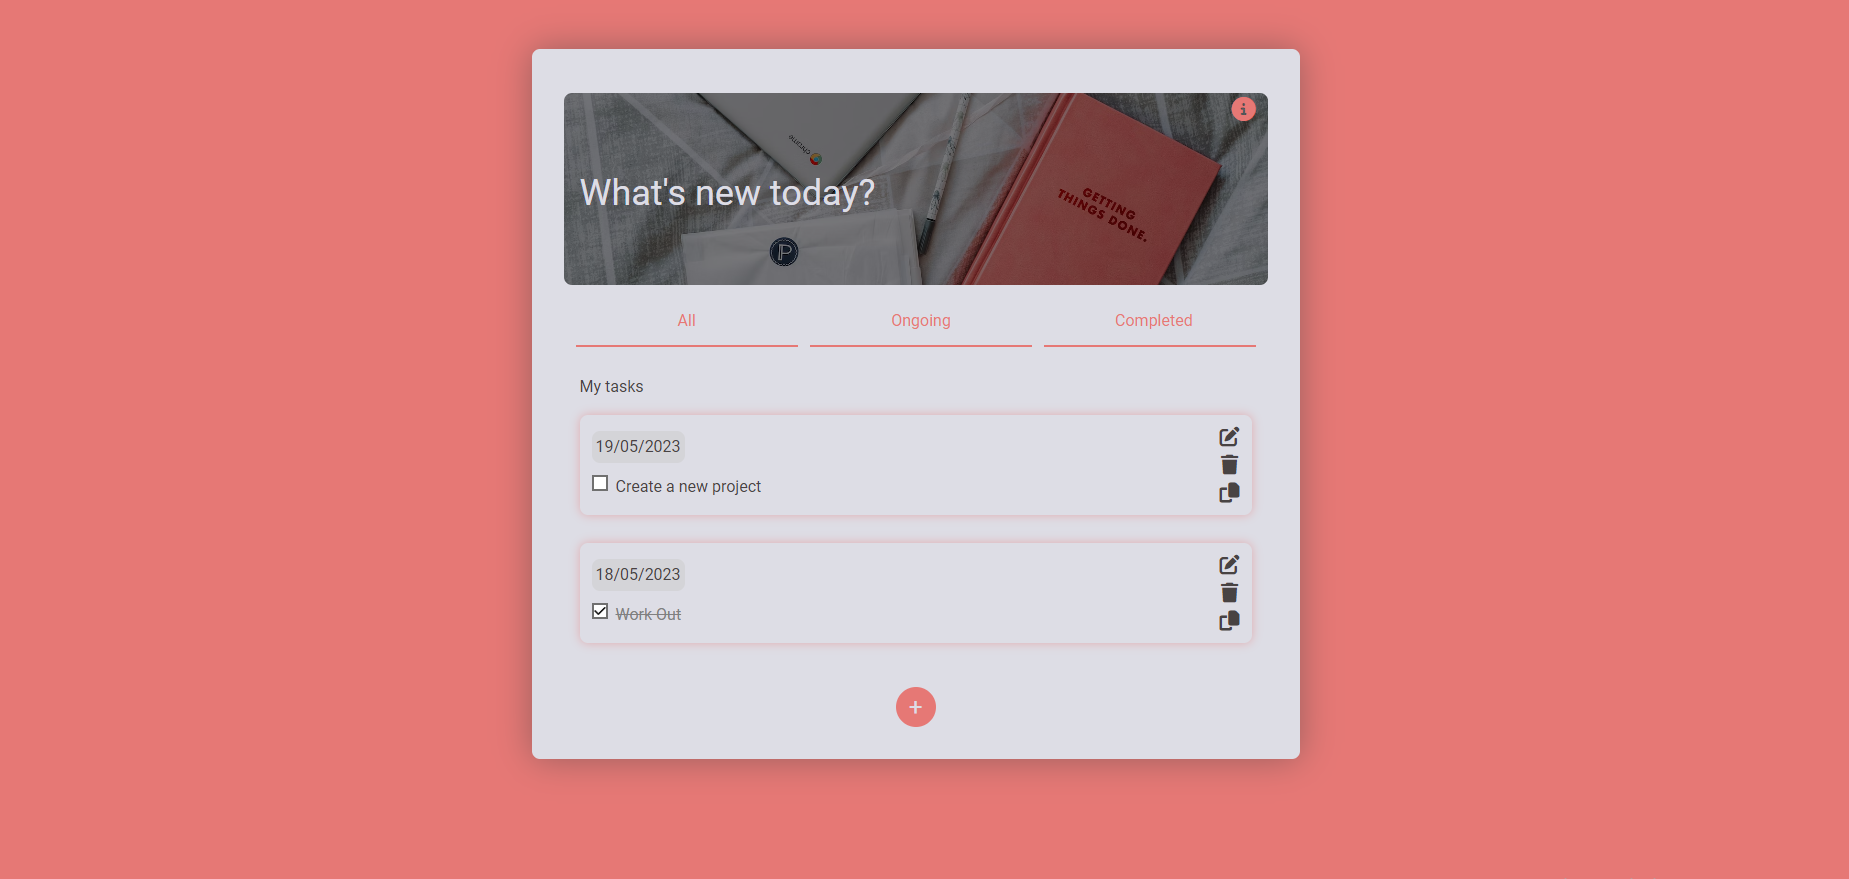 chrome
What's new today?
GETTING
THINGS DONE.
P
All
Ongoing
Completed
My tasks
19/05/2023
Create a new project
18/05/2023
Work Out